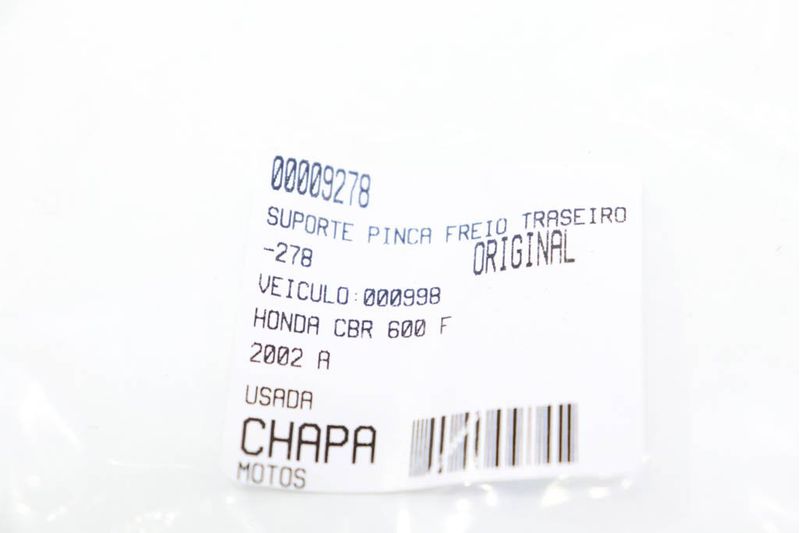 00009278
SUPORTE PINCA FREIO TRASEIRO
-278
ORIGINAL
VEICULO:000998
HONDA CBR 600 F
2002 A
USADA
CHAPA
MOTOS